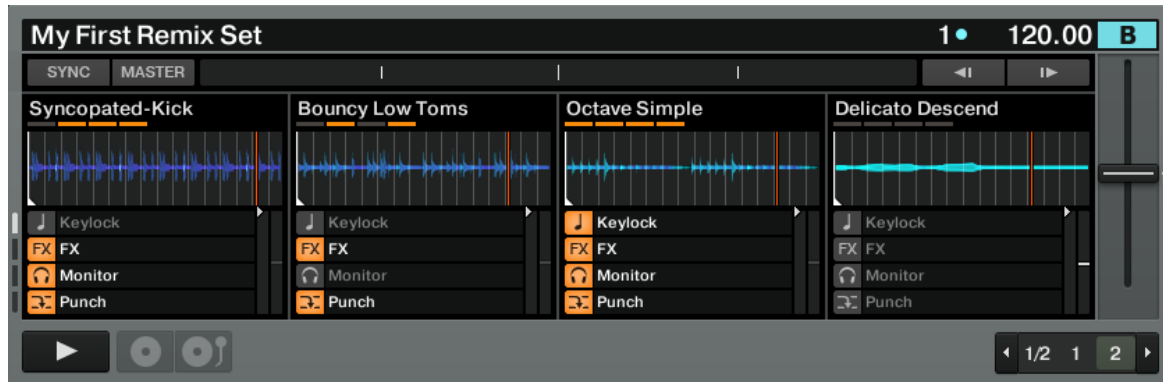 My First Remix Set 1 120.00 B
SYNC MASTER
Syncopated-Kick Bouncy Low Toms Octave Simple Delicato Descend
Keylock Keylock Keylock Keylock
FX FX FX FX FX FX FX FX
Monitor Monitor Monitor Monitor
Punch Punch Punch Punch
1/2 1 2